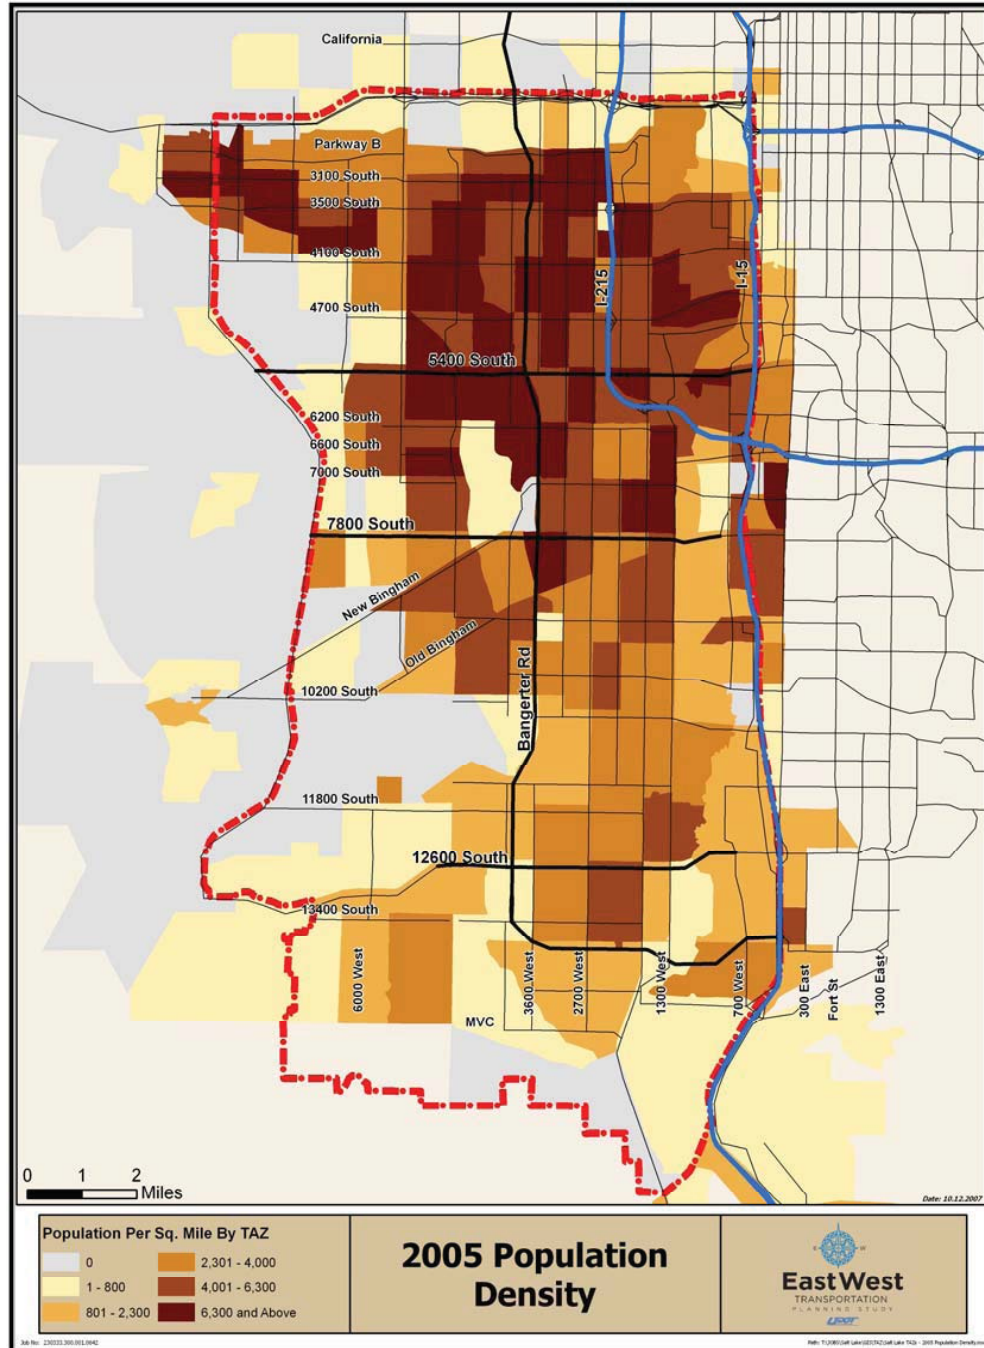 California
Parkway B
3100 South
3500 South
4100 South
4700 South
I-215
I-15
5400 South
6200 South
6600 South
7000 South
7800 South
New Bingham
Old Bingham
10200 South
Bangerter Rd
11800 South
12600 South
13400 South
6000 West
3600 West
2700 West
1300 West
700 West
300 East
Fort St
1300 East
MVC
0 1 2
Miles
Date: 10.12.2007
Population Per Sq. Mile By TAZ
0
1 - 800
801 - 2,300
2,301 - 4,000
4,001 - 6,300
6,300 and Above
2005 Population
Density
EastWest
TRANSPORTATION
PLANNING STUDY
UDOT